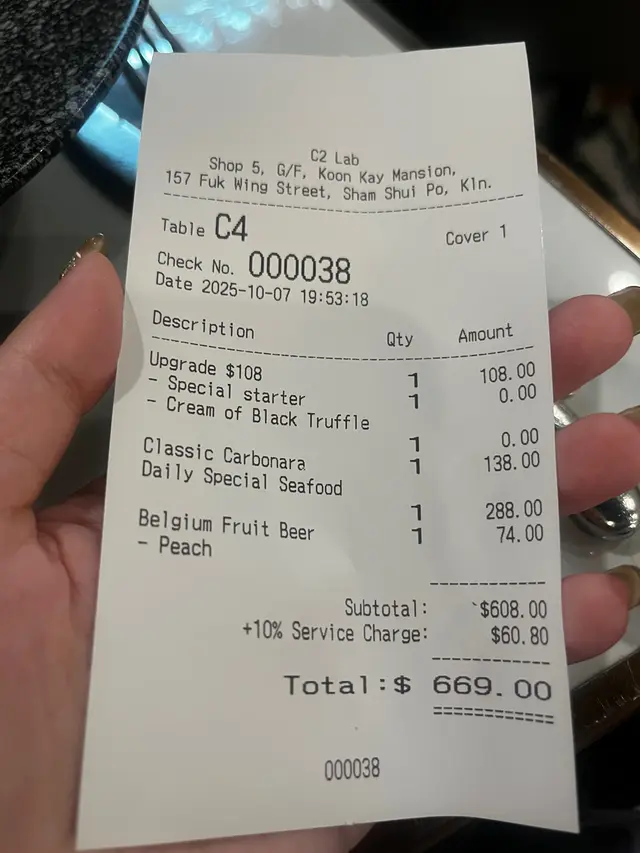 C2 Lab
Shop 5, G/F, Koon Kay Mansion,
157 Fuk Wing Street, Sham Shui Po, Kln.
Table C4 Cover 1
Check No. 000038
Date 2025-10-07 19:53:18
Description Qty Amount
Upgrade $108 1 108.00
- Special starter 1 0.00
- Cream of Black Truffle
1 0.00
Classic Carbonara 1 138.00
Daily Special Seafood
1 288.00
Belgium Fruit Beer 1 74.00
- Peach
Subtotal: `$608.00
+10% Service Charge: $60.80
Total:$ 669.00
000038